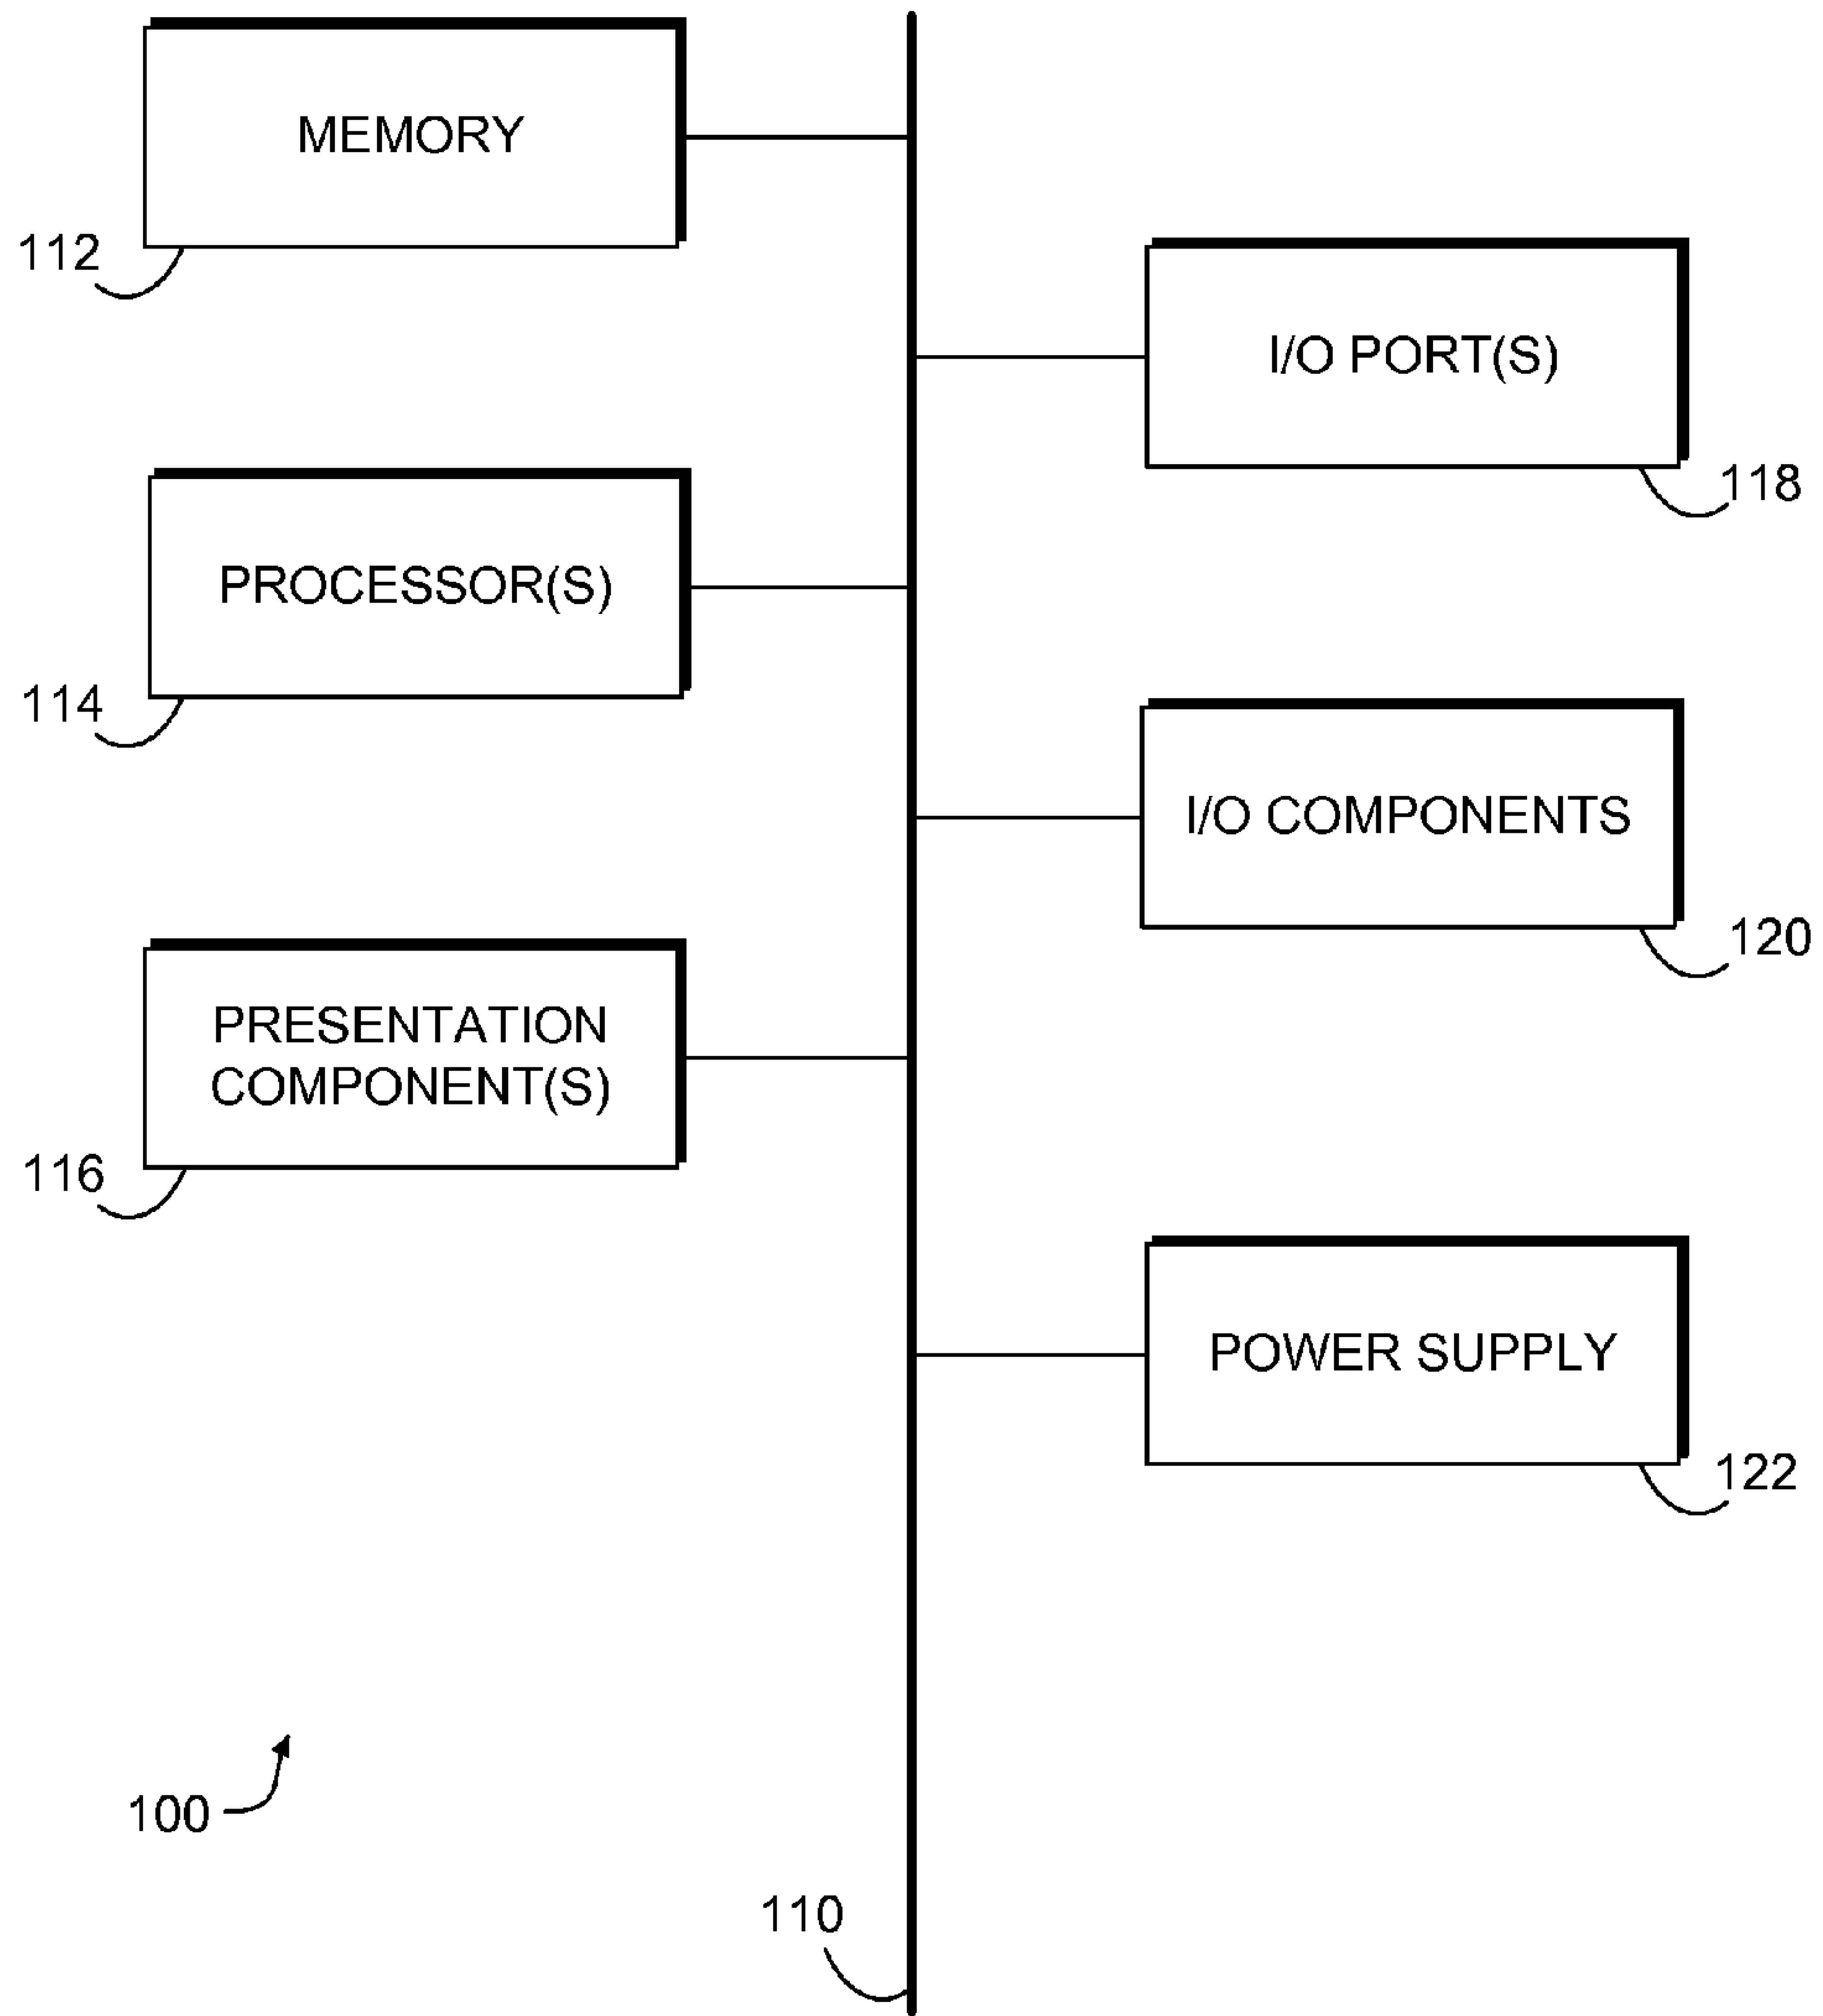 MEMORY
112
I/O PORT(S)
118
PROCESSOR(S)
114
I/O COMPONENTS
120
PRESENTATION
COMPONENT(S)
116
POWER SUPPLY
122
100
110